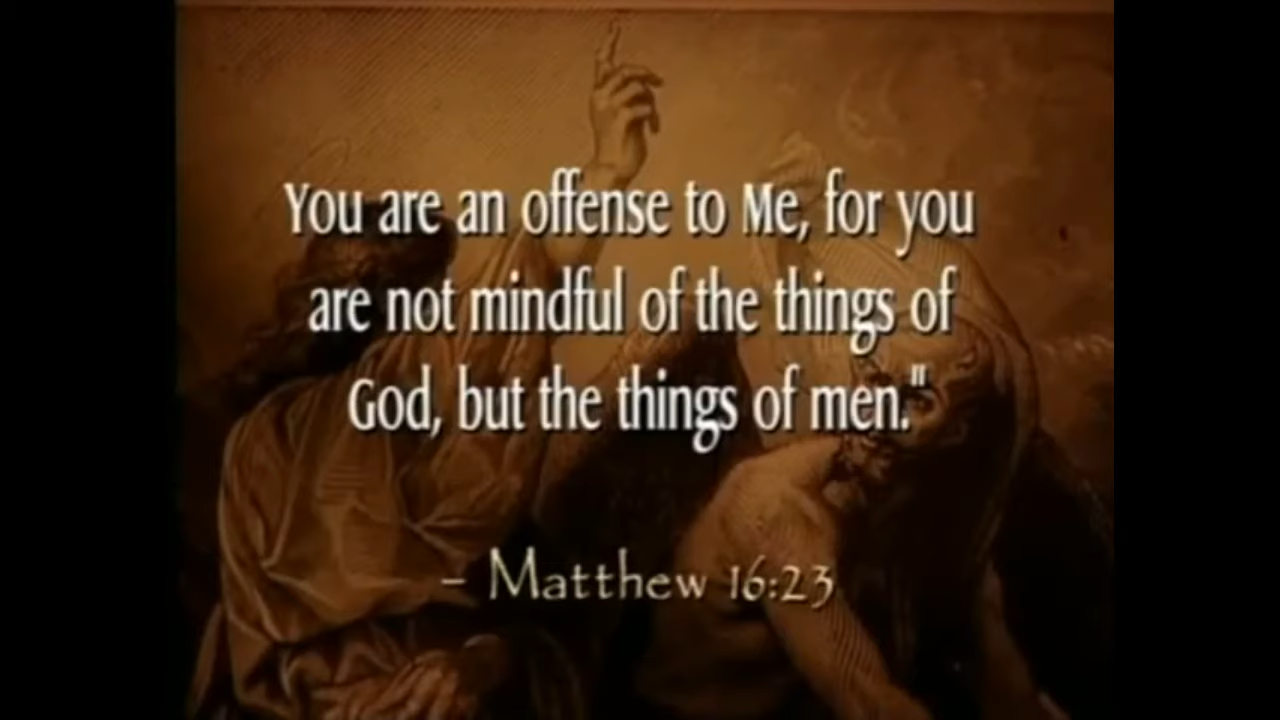 You are an offense to Me, for you
are not mindful of the things of
God, but the things of men."
– Matthew 16:23